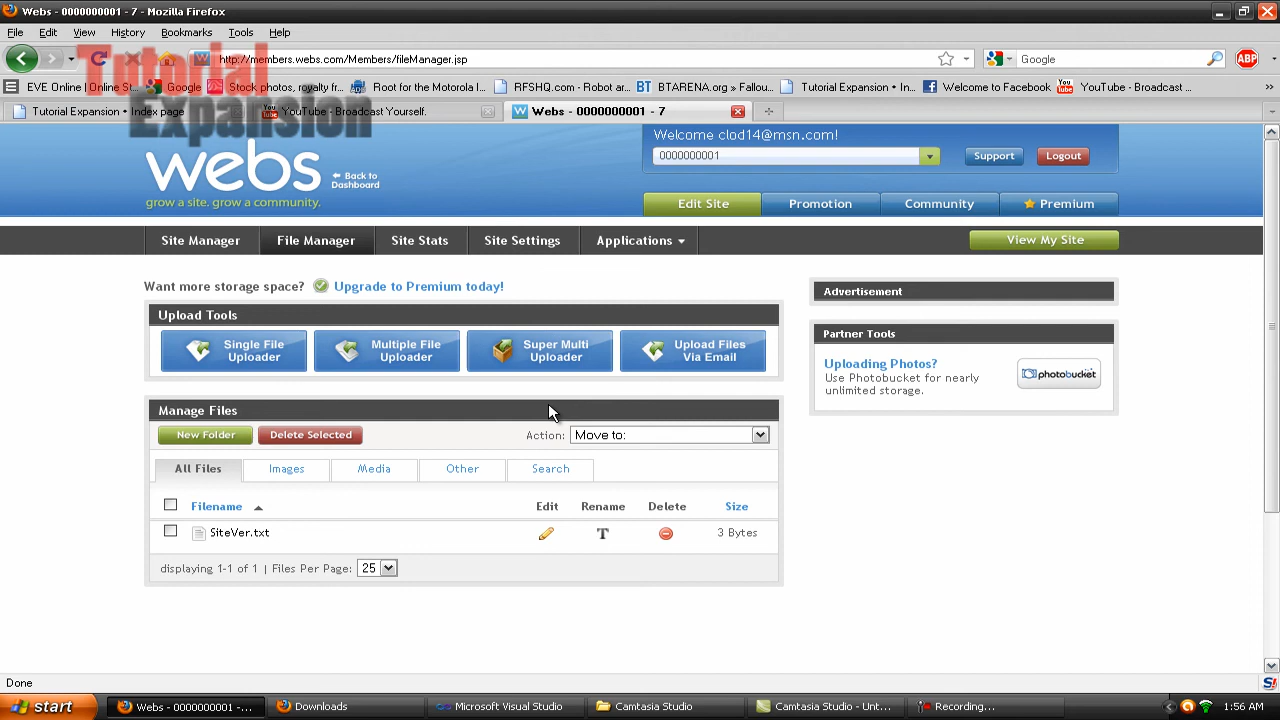 Webs - 0000000001 - 7 - Mozilla Firefox
File Edit View History Bookmarks Tools Help
http://members.webs.com/Members/fileManager.jsp
Google
ABP
EVE Online | Online St...
Google
Stock photos, royalty fr...
Root for the Motorola I...
RFSHQ.com - Robot ar...
BT BTARENA.org x Fallou...
Tutorial Expansion • In...
Welcome to Facebook
YouTube - Broadcast ...
Tutorial Expansion • Index page
YouTube - Broadcast Yourself.
Webs - 0000000001 - 7
Tutorial
Expansion
Welcome clod14@msn.com!
0000000001
Support
Logout
webs
Back to
Dashboard
grow a site. grow a community.
Edit Site
Promotion
Community
Premium
Site Manager
File Manager
Site Stats
Site Settings
Applications
View My Site
Want more storage space? Upgrade to Premium today!
Upload Tools
Single File
Uploader
Multiple File
Uploader
Super Multi
Uploader
Upload Files
Via Email
Advertisement
Partner Tools
Uploading Photos?
Use Photobucket for nearly
unlimited storage.
photobucket
Manage Files
New Folder
Delete Selected
Action: Move to:
All Files
Images
Media
Other
Search
Filename Edit Rename Delete Size
SiteVer.txt T 3 Bytes
displaying 1-1 of 1 | Files Per Page: 25
Done
start
Webs - 0000000001 -...
Downloads
Microsoft Visual Studio
Camtasia Studio
Camtasia Studio - Unt...
Recording...
1:56 AM